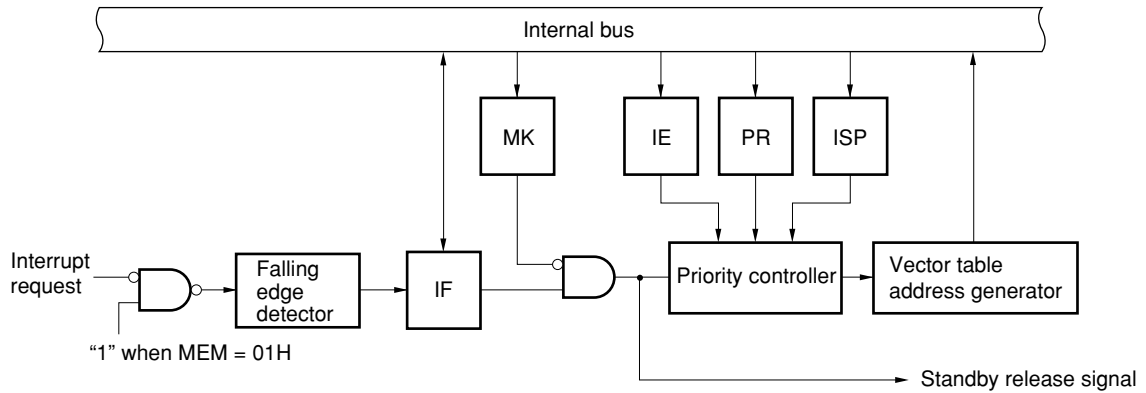 Internal bus
MK
IE
PR
ISP
Interrupt
request
Falling
edge
detector
IF
Priority controller
Vector table
address generator
“1” when MEM = 01H
Standby release signal